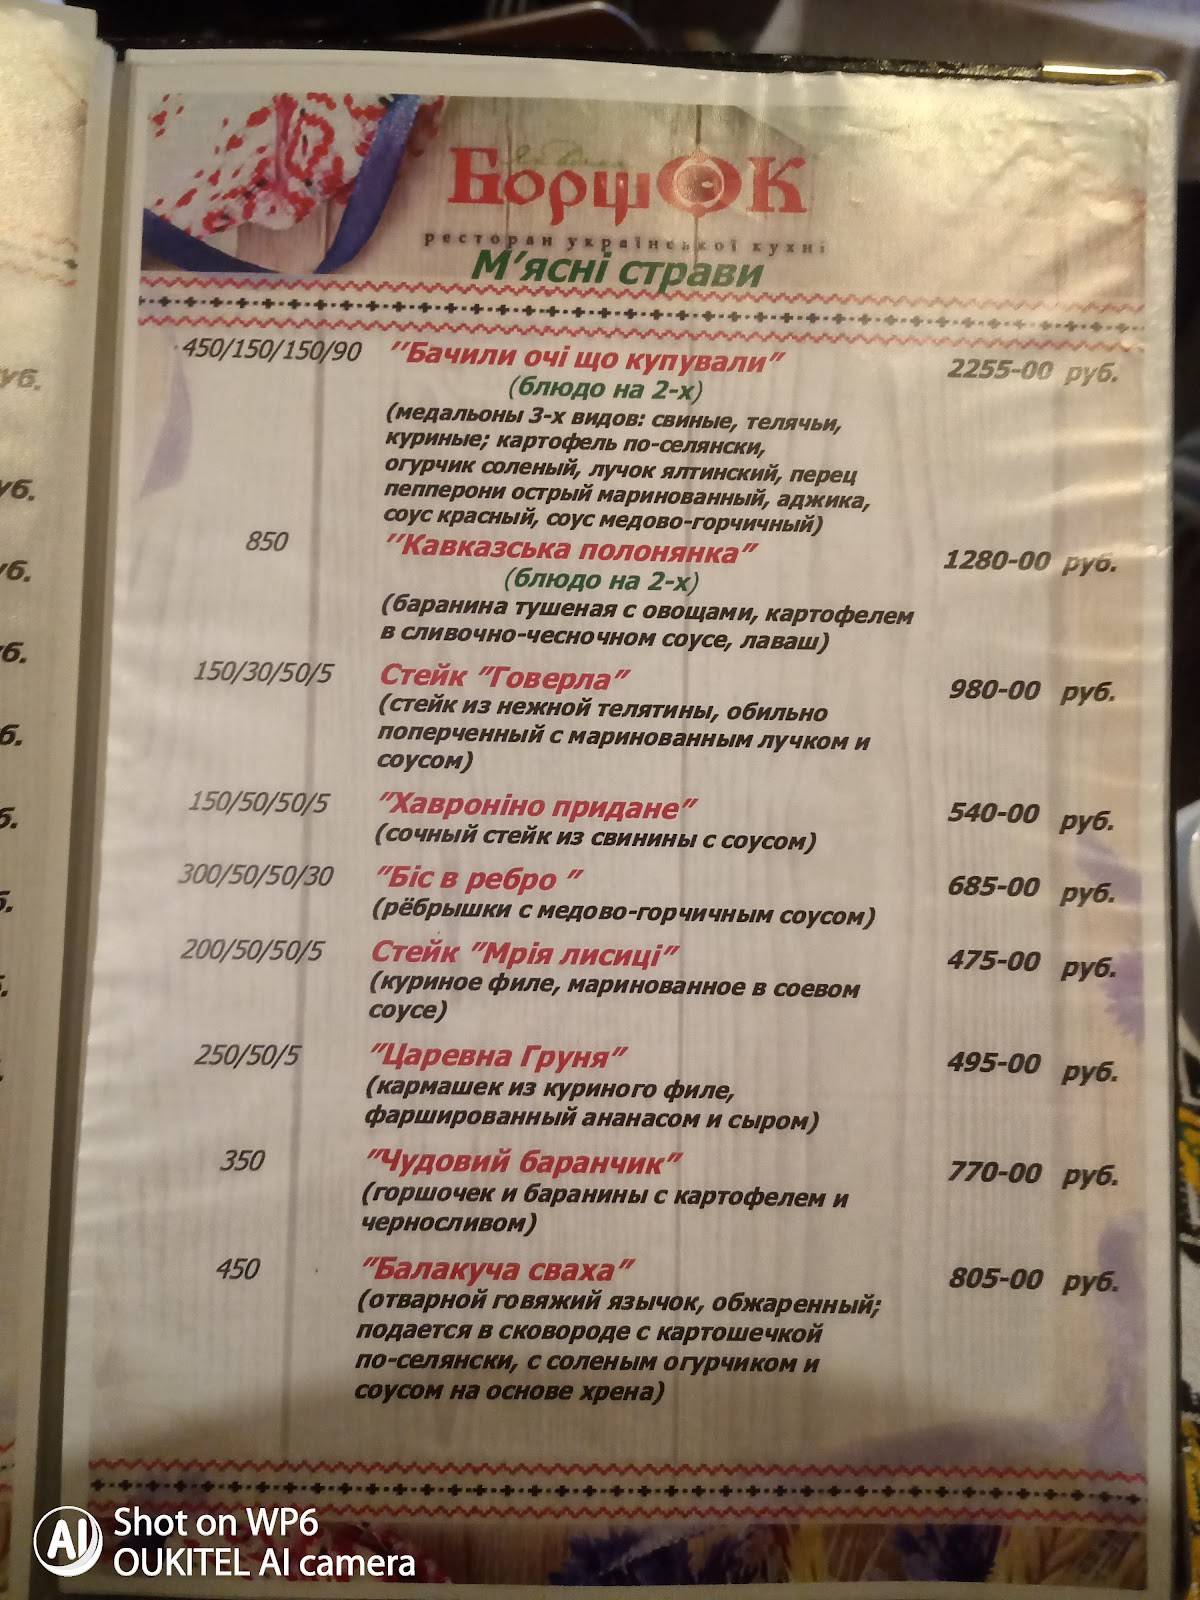 БорщОК
ресторан української кухні
М'ясні страви
450/150/150/90 ''Бачили очі що купували" 2255-00 руб.
(блюдо на 2-х)
(медальоны 3-х видов: свиные, телячьи,
куриные; картофель по-селянски,
огурчик соленый, лучок ялтинский, перец
пепперони острый маринованный, аджика,
соус красный, соус медово-горчичный)
850 ''Кавказська полонянка" 1280-00 руб.
(блюдо на 2-х)
(баранина тушеная с овощами, картофелем
в сливочно-чесночном соусе, лаваш)
150/30/50/5 Стейк "Говерла" 980-00 руб.
(стейк из нежной телятины, обильно
поперченный с маринованным лучком и
соусом)
150/50/50/5 "Хавроніно придане" 540-00 руб.
(сочный стейк из свинины с соусом)
300/50/50/30 "Біс в ребро " 685-00 руб.
(рёбрышки с медово-горчичным соусом)
200/50/50/5 Стейк "Мрія лисиці" 475-00 руб.
(куриное филе, маринованное в соевом
соусе)
250/50/5 "Царевна Груня" 495-00 руб.
(кармашек из куриного филе,
фаршированный ананасом и сыром)
350 "Чудовий баранчик" 770-00 руб.
(горшочек и баранины с картофелем и
черносливом)
450 "Балакуча сваха" 805-00 руб.
(отварной говяжий язычок, обжаренный;
подается в сковороде с картошечкой
по-селянски, с соленым огурчиком и
соусом на основе хрена)
AI Shot on WP6
OUKITEL AI camera